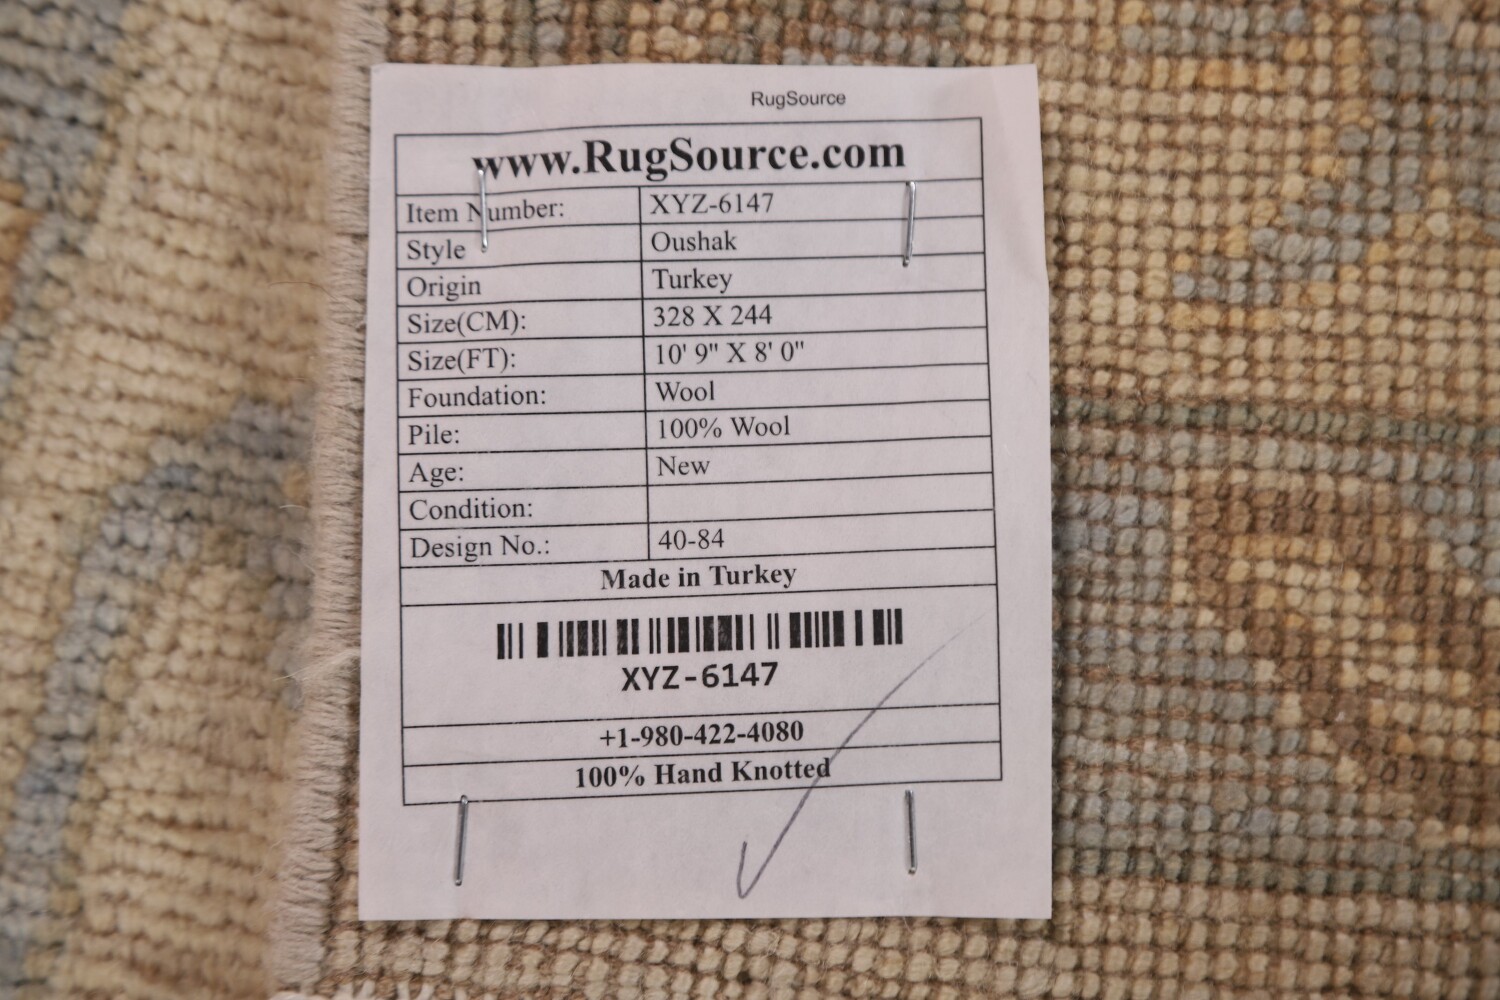 RugSource
www.RugSource.com
Item Number: XYZ-6147
Style Oushak
Origin Turkey
Size(CM): 328 X 244
Size(FT): 10' 9" X 8' 0"
Foundation: Wool
Pile: 100% Wool
Age: New
Condition:
Design No.: 40-84
Made in Turkey
XYZ-6147
+1-980-422-4080
100% Hand Knotted